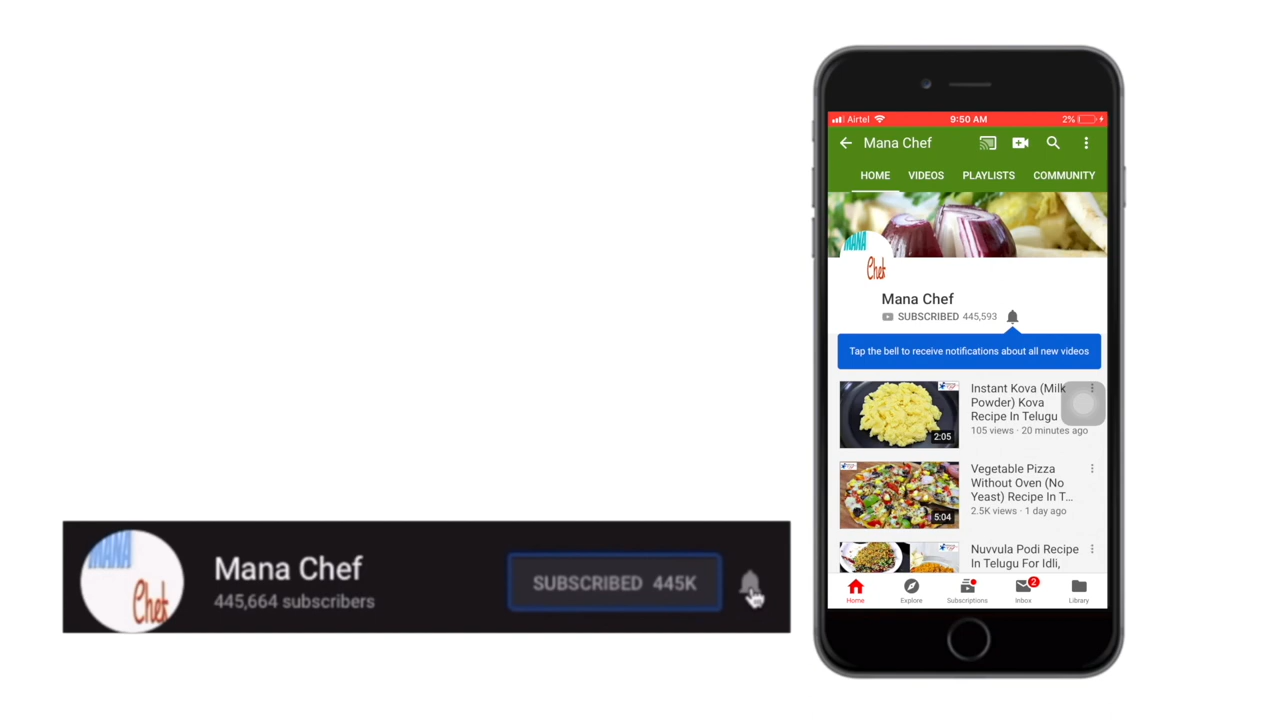 MANA
Chef
Mana Chef
445,664 subscribers
SUBSCRIBED 445K
Airtel
9:50 AM
2%
Mana Chef
HOME
VIDEOS
PLAYLISTS
COMMUNITY
MANA
Chef
Mana Chef
SUBSCRIBED 445,593
Tap the bell to receive notifications about all new videos
2:05
Instant Kova (Milk
Powder) Kova
Recipe In Telugu
105 views · 20 minutes ago
5:04
Vegetable Pizza
Without Oven (No
Yeast) Recipe In T...
2.5K views · 1 day ago
Nuvvula Podi Recipe
In Telugu For Idli,
Home
Explore
Subscriptions
2
Inbox
Library